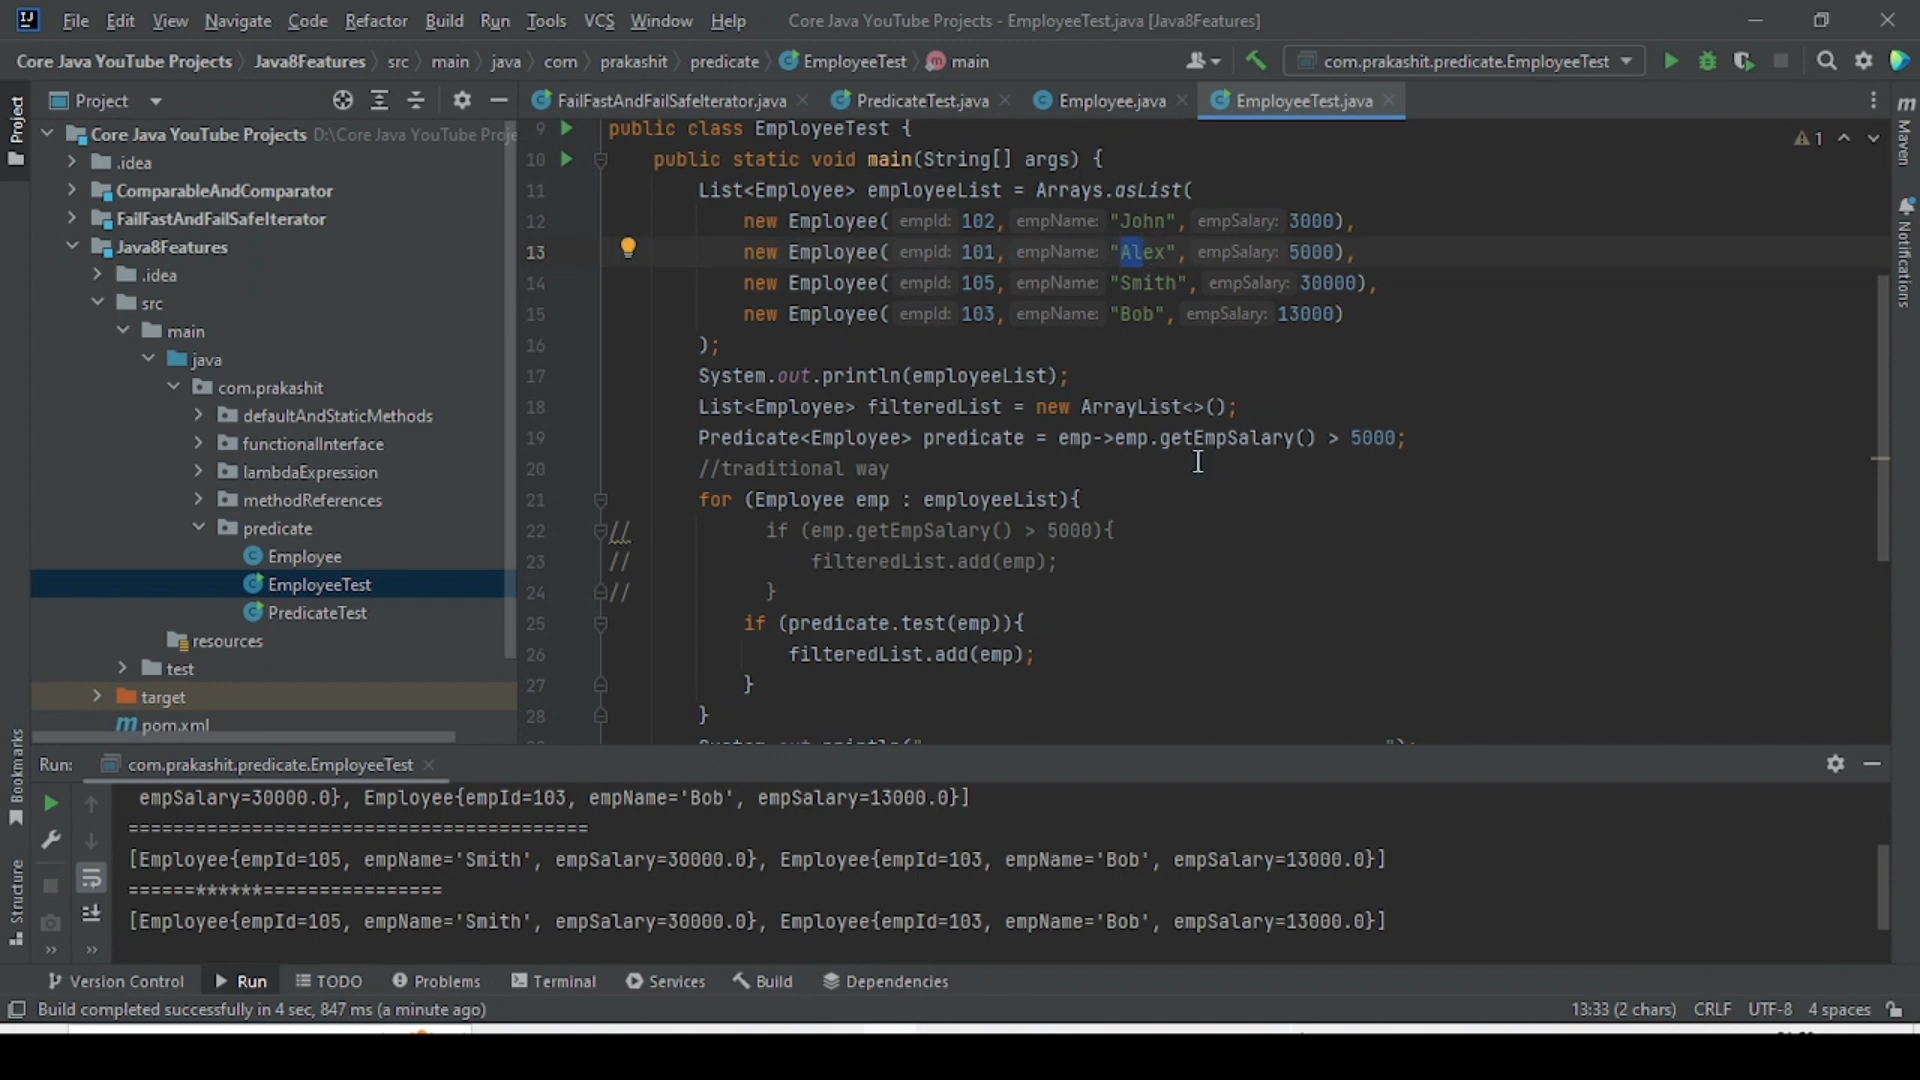 File Edit View Navigate Code Refactor Build Run Tools VCS Window Help Core Java YouTube Projects - EmployeeTest.java [Java8Features]
Core Java YouTube Projects Java8Features src main java com prakashit predicate EmployeeTest main com.prakashit.predicate.EmployeeTest
Project
FailFastAndFailSafeIterator.java PredicateTest.java Employee.java EmployeeTest.java
Project
Maven
Notifications
Bookmarks
Structure
Core Java YouTube Projects D:\Core Java YouTube Proje
.idea
ComparableAndComparator
FailFastAndFailSafeIterator
Java8Features
.idea
src
main
java
com.prakashit
defaultAndStaticMethods
functionalInterface
lambdaExpression
methodReferences
predicate
Employee
EmployeeTest
PredicateTest
resources
test
target
pom.xml
1
9 public class EmployeeTest {
10 public static void main(String[] args) {
11 List<Employee> employeeList = Arrays.asList(
12 new Employee( empId: 102, empName: "John", empSalary: 3000),
13 new Employee( empId: 101, empName: "Alex", empSalary: 5000),
14 new Employee( empId: 105, empName: "Smith", empSalary: 30000),
15 new Employee( empId: 103, empName: "Bob", empSalary: 13000)
16 );
17 System.out.println(employeeList);
18 List<Employee> filteredList = new ArrayList<>();
19 Predicate<Employee> predicate = emp->emp.getEmpSalary() > 5000;
20 //traditional way
21 for (Employee emp : employeeList){
22 // if (emp.getEmpSalary() > 5000){
23 // filteredList.add(emp);
24 // }
25 if (predicate.test(emp)){
26 filteredList.add(emp);
27 }
28 }
Run: com.prakashit.predicate.EmployeeTest
empSalary=30000.0}, Employee{empId=103, empName='Bob', empSalary=13000.0}]
=========================================
[Employee{empId=105, empName='Smith', empSalary=30000.0}, Employee{empId=103, empName='Bob', empSalary=13000.0}]
======******================
[Employee{empId=105, empName='Smith', empSalary=30000.0}, Employee{empId=103, empName='Bob', empSalary=13000.0}]
Version Control Run TODO Problems Terminal Services Build Dependencies
Build completed successfully in 4 sec, 847 ms (a minute ago) 13:33 (2 chars) CRLF UTF-8 4 spaces